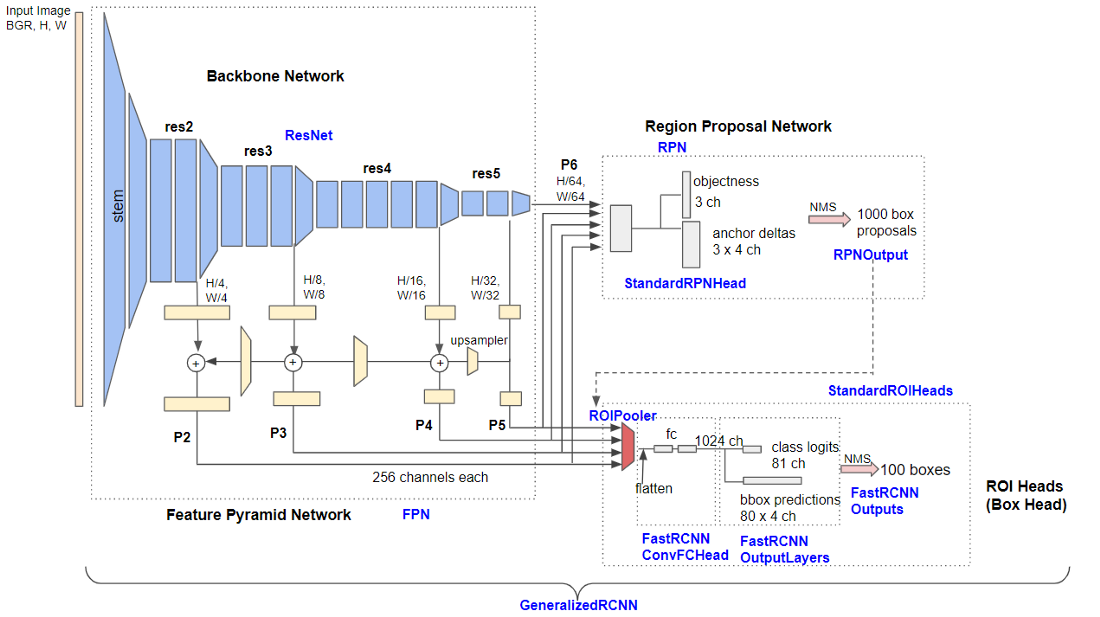 Input Image
BGR, H, W
Backbone Network
ResNet
stem
res2
res3
res4
res5
P6
H/64,
W/64
H/4,
W/4
H/8,
W/8
H/16,
W/16
H/32,
W/32
upsampler
P2
P3
P4
P5
256 channels each
Feature Pyramid Network
FPN
Region Proposal Network
RPN
objectness
3 ch
anchor deltas
3 x 4 ch
StandardRPNHead
NMS
1000 box
proposals
RPNOutput
StandardROIHeads
ROIPooler
fc
1024 ch
flatten
class logits
81 ch
bbox predictions
80 x 4 ch
NMS
100 boxes
FastRCNN
Outputs
FastRCNN
ConvFCHead
FastRCNN
OutputLayers
ROI Heads
(Box Head)
GeneralizedRCNN